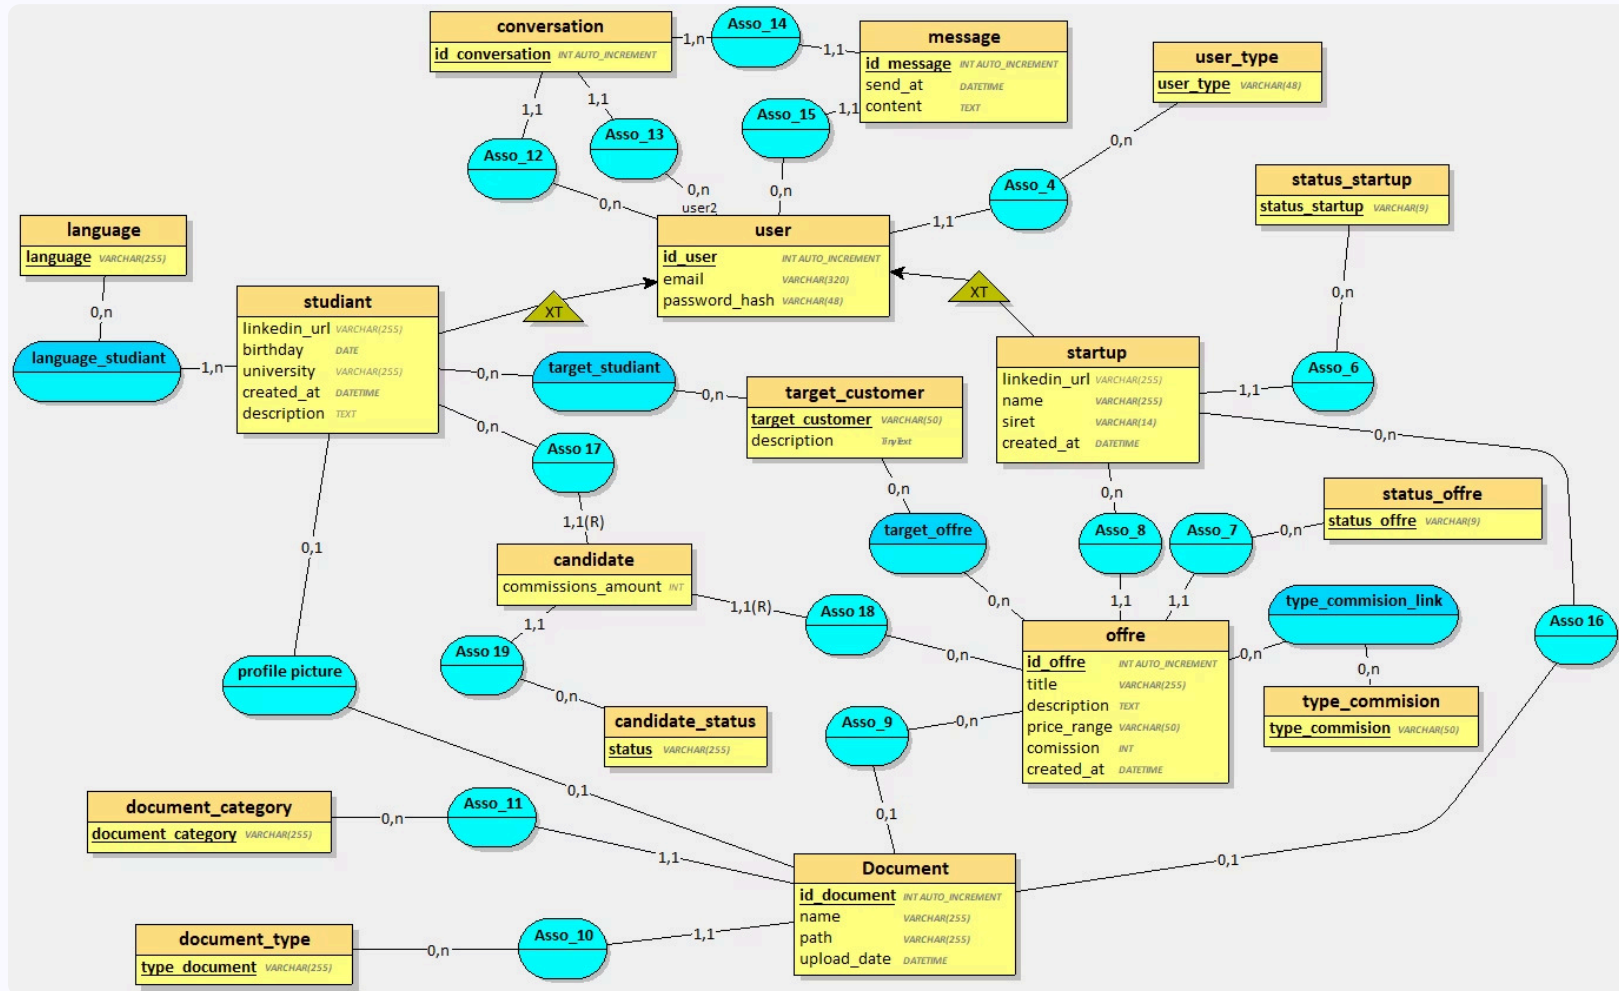 conversation
id_conversation INT AUTO_INCREMENT
1,n
Asso_14
1,1
message
id_message INT AUTO_INCREMENT
send_at DATETIME
content TEXT
user_type
user_type VARCHAR(48)
1,1
1,1
Asso_12
Asso_13
Asso_15
1,1
0,n
0,n
user2
0,n
0,n
Asso_4
1,1
status_startup
status_startup VARCHAR(9)
language
language VARCHAR(255)
user
id_user INT AUTO_INCREMENT
email VARCHAR(320)
password_hash VARCHAR(48)
XT
XT
0,n
language_studiant
1,n
studiant
linkedin_url VARCHAR(255)
birthday DATE
university VARCHAR(255)
created_at DATETIME
description TEXT
0,n
target_studiant
0,n
target_customer
target_customer VARCHAR(50)
description TinyText
startup
linkedin_url VARCHAR(255)
name VARCHAR(255)
siret VARCHAR(14)
created_at DATETIME
0,n
Asso_6
1,1
0,n
0,n
Asso 17
1,1(R)
candidate
commissions_amount INT
0,n
target_offre
0,n
0,n
Asso_8
1,1
Asso_7
1,1
0,n
status_offre
status_offre VARCHAR(9)
1,1(R)
Asso 18
0,n
offre
id_offre INT AUTO_INCREMENT
title VARCHAR(255)
description TEXT
price_range VARCHAR(50)
comission INT
created_at DATETIME
type_commision_link
0,n
0,n
type_commision
type_commision VARCHAR(50)
Asso 16
0,1
0,1
profile picture
0,1
1,1
Asso 19
0,n
candidate_status
status VARCHAR(255)
Asso_9
0,n
0,1
document_category
document_category VARCHAR(255)
0,n
Asso_11
1,1
Document
id_document INT AUTO_INCREMENT
name VARCHAR(255)
path VARCHAR(255)
upload_date DATETIME
document_type
type_document VARCHAR(255)
0,n
Asso_10
1,1